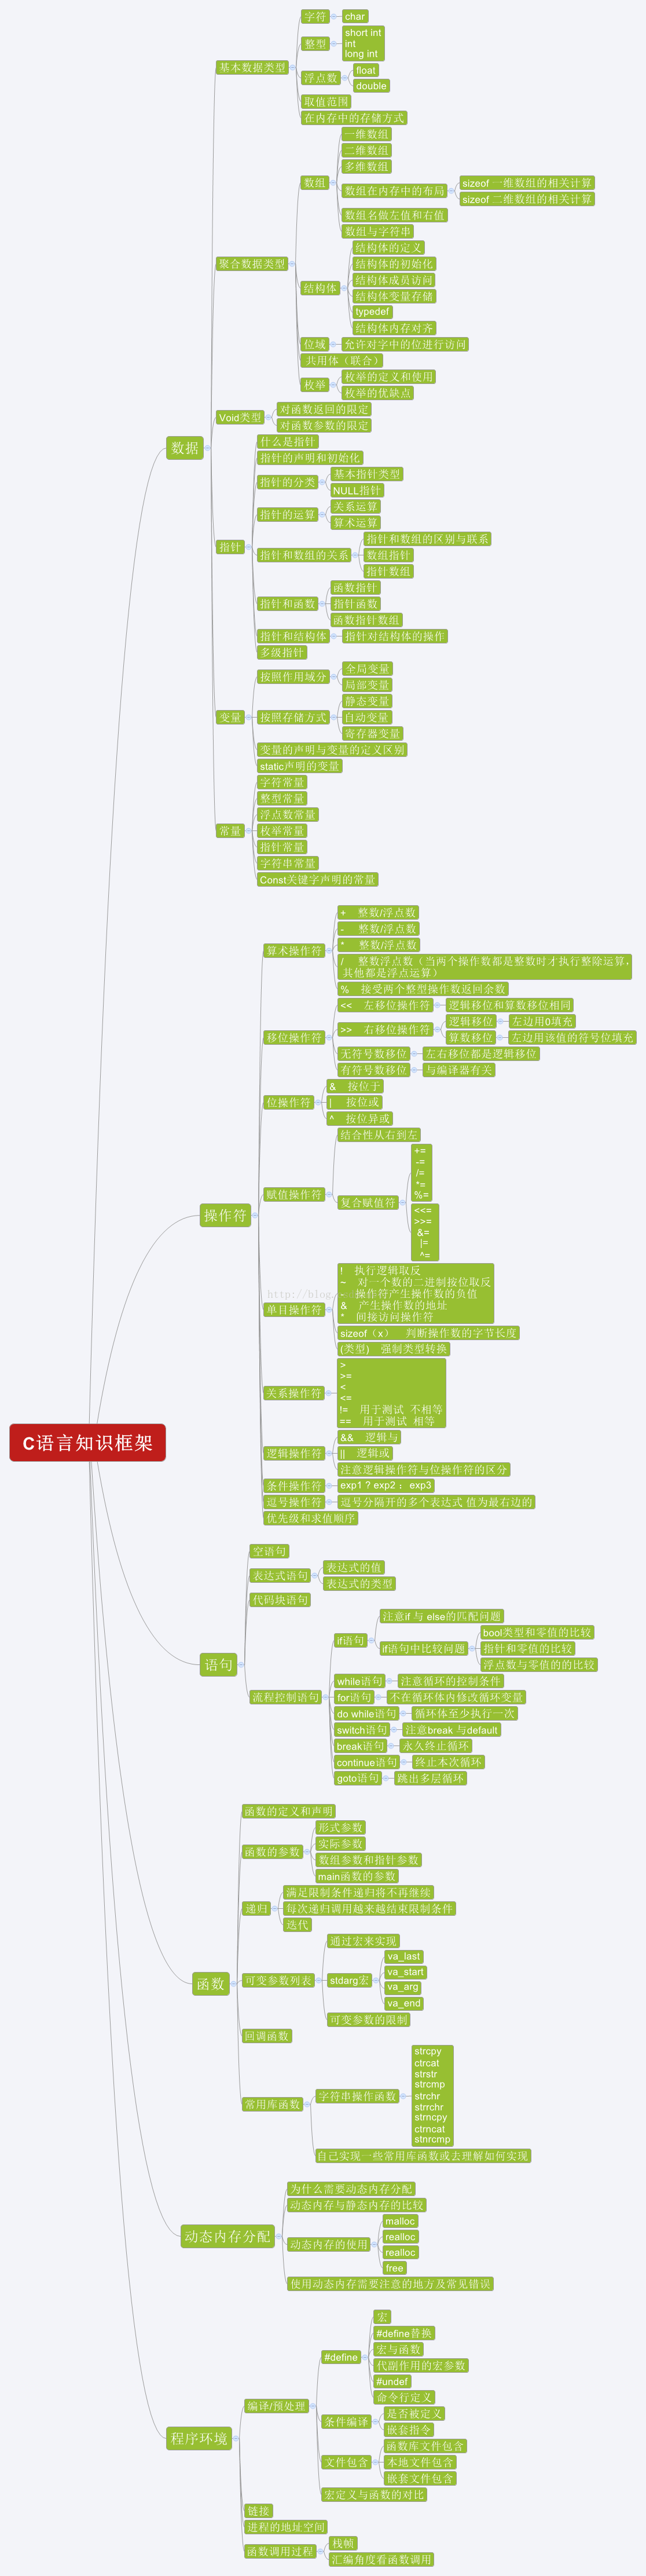 C语言知识框架
数据
基本数据类型
字符
char
整型
short int
int
long int
浮点数
float
double
取值范围
在内存中的存储方式
聚合数据类型
数组
一维数组
二维数组
多维数组
数组在内存中的布局
sizeof 一维数组的相关计算
sizeof 二维数组的相关计算
数组名做左值和右值
数组与字符串
结构体
结构体的定义
结构体的初始化
结构体成员访问
结构体变量存储
typedef
结构体内存对齐
位域
允许对字中的位进行访问
共用体（联合）
枚举
枚举的定义和使用
枚举的优缺点
Void类型
对函数返回的限定
对函数参数的限定
指针
什么是指针
指针的声明和初始化
指针的分类
基本指针类型
NULL指针
指针的运算
关系运算
算术运算
指针和数组的关系
指针和数组的区别与联系
数组指针
指针数组
指针和函数
函数指针
指针函数
函数指针数组
指针和结构体
指针对结构体的操作
多级指针
变量
按照作用域分
全局变量
局部变量
按照存储方式
静态变量
自动变量
寄存器变量
变量的声明与变量的定义区别
static声明的变量
常量
字符常量
整型常量
浮点数常量
枚举常量
指针常量
字符串常量
Const关键字声明的常量
操作符
算术操作符
+ 整数/浮点数
- 整数/浮点数
* 整数/浮点数
/ 整数浮点数（当两个操作数都是整数时才执行整除运算，
其他都是浮点运算）
% 接受两个整型操作数返回余数
移位操作符
<< 左移位操作符
逻辑移位和算数移位相同
>> 右移位操作符
逻辑移位
左边用0填充
算数移位
左边用该值的符号位填充
无符号数移位
左右移位都是逻辑移位
有符号数移位
与编译器有关
位操作符
& 按位于
| 按位或
^ 按位异或
赋值操作符
结合性从右到左
复合赋值符
+=
-=
/=
*=
%=
<<=
>>=
&=
|=
^=
http://blog.
单目操作符
! 执行逻辑取反
~ 对一个数的二进制按位取反
- 操作符产生操作数的负值
& 产生操作数的地址
* 间接访问操作符
sizeof（x） 判断操作数的字节长度
(类型) 强制类型转换
关系操作符
>
>=
<
<=
!= 用于测试 不相等
== 用于测试 相等
逻辑操作符
&& 逻辑与
|| 逻辑或
注意逻辑操作符与位操作符的区分
条件操作符
exp1 ? exp2 ： exp3
逗号操作符
逗号分隔开的多个表达式 值为最右边的
优先级和求值顺序
语句
空语句
表达式语句
表达式的值
表达式的类型
代码块语句
流程控制语句
if语句
注意if 与 else的匹配问题
if语句中比较问题
bool类型和零值的比较
指针和零值的比较
浮点数与零值的的比较
while语句
注意循环的控制条件
for语句
不在循环体内修改循环变量
do while语句
循环体至少执行一次
switch语句
注意break 与default
break语句
永久终止循环
continue语句
终止本次循环
goto语句
跳出多层循环
函数
函数的定义和声明
函数的参数
形式参数
实际参数
数组参数和指针参数
main函数的参数
递归
满足限制条件递归将不再继续
每次递归调用越来越结束限制条件
迭代
可变参数列表
通过宏来实现
stdarg宏
va_last
va_start
va_arg
va_end
可变参数的限制
回调函数
常用库函数
字符串操作函数
strcpy
ctrcat
strstr
strcmp
strchr
strrchr
strncpy
ctrncat
stnrcmp
自己实现一些常用库函数或去理解如何实现
动态内存分配
为什么需要动态内存分配
动态内存与静态内存的比较
动态内存的使用
malloc
realloc
realloc
free
使用动态内存需要注意的地方及常见错误
程序环境
编译/预处理
#define
宏
#define替换
宏与函数
代副作用的宏参数
#undef
命令行定义
条件编译
是否被定义
嵌套指令
文件包含
函数库文件包含
本地文件包含
嵌套文件包含
宏定义与函数的对比
链接
进程的地址空间
函数调用过程
栈帧
汇编角度看函数调用